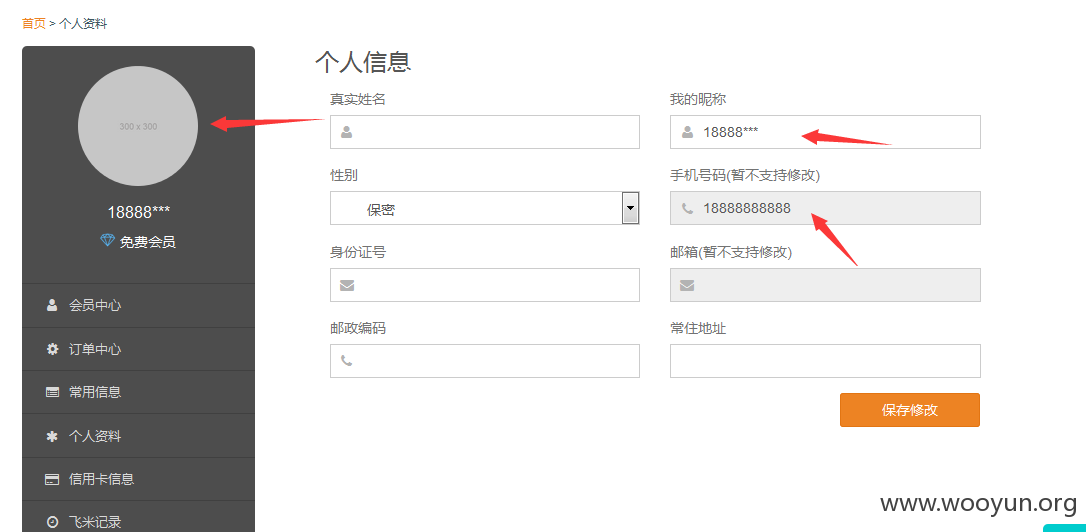 首页 > 个人资料
300 x 300
18888***
免费会员
会员中心
订单中心
常用信息
个人资料
信用卡信息
飞米记录
个人信息
真实姓名
我的昵称
18888***
性别
手机号码(暂不支持修改)
保密
18888888888
身份证号
邮箱(暂不支持修改)
邮政编码
常住地址
保存修改
www.wooyun.org